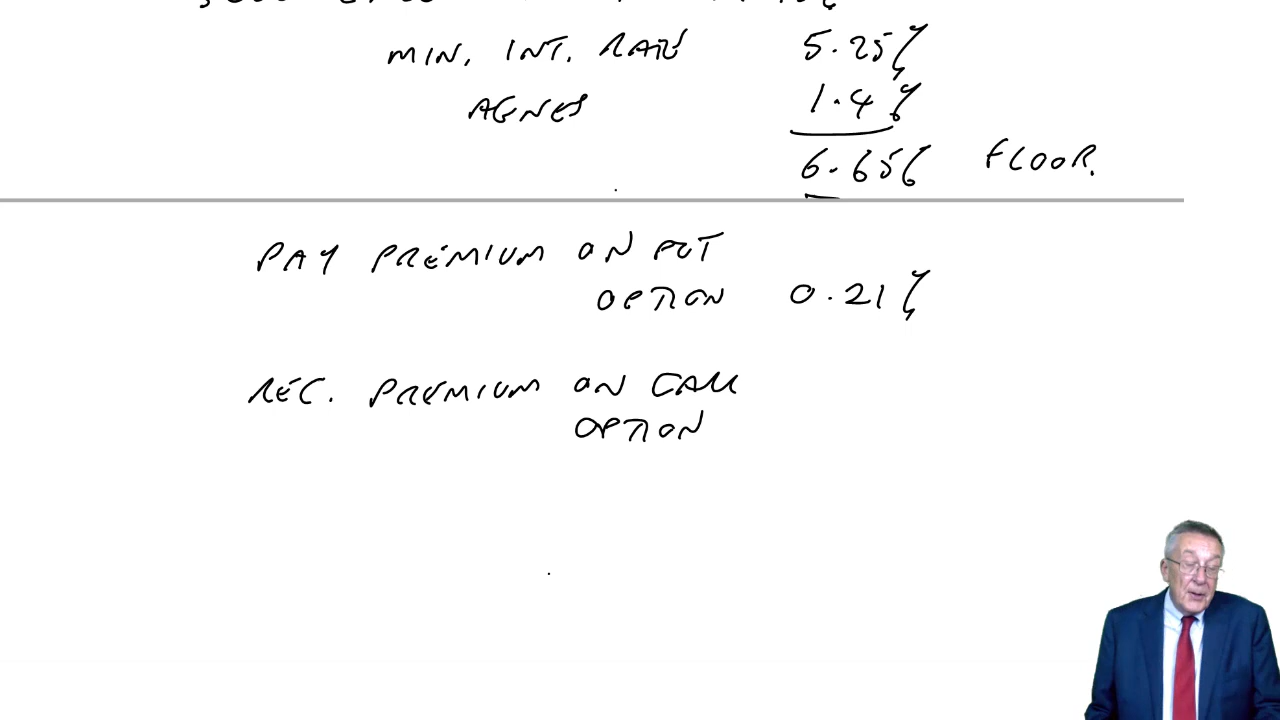 MIN. INT. RATE 5.25%
AGNES 1.4%
6.65% FLOOR.
PAY PREMIUM ON PUT
OPTION 0.21%
REC. PREMIUM ON CALL
OPTION